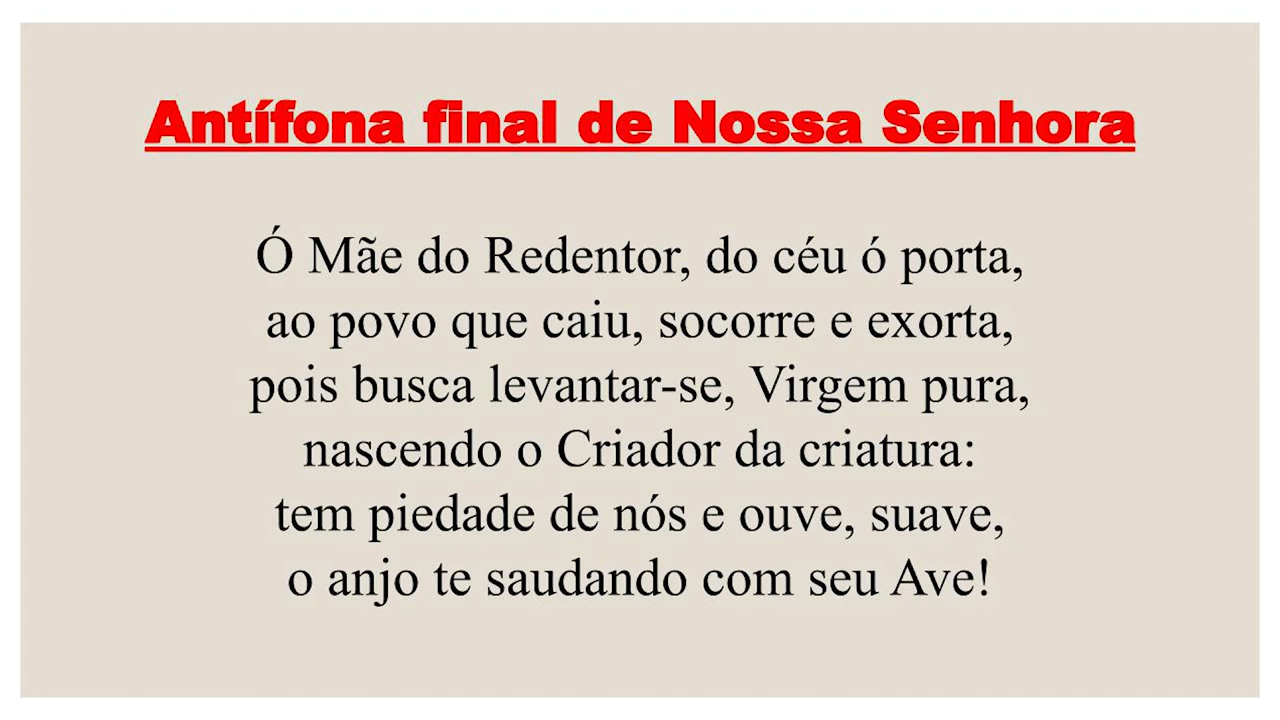 Antífona final de Nossa Senhora
Ó Mãe do Redentor, do céu ó porta,
ao povo que caiu, socorre e exorta,
pois busca levantar-se, Virgem pura,
nascendo o Criador da criatura:
tem piedade de nós e ouve, suave,
o anjo te saudando com seu Ave!